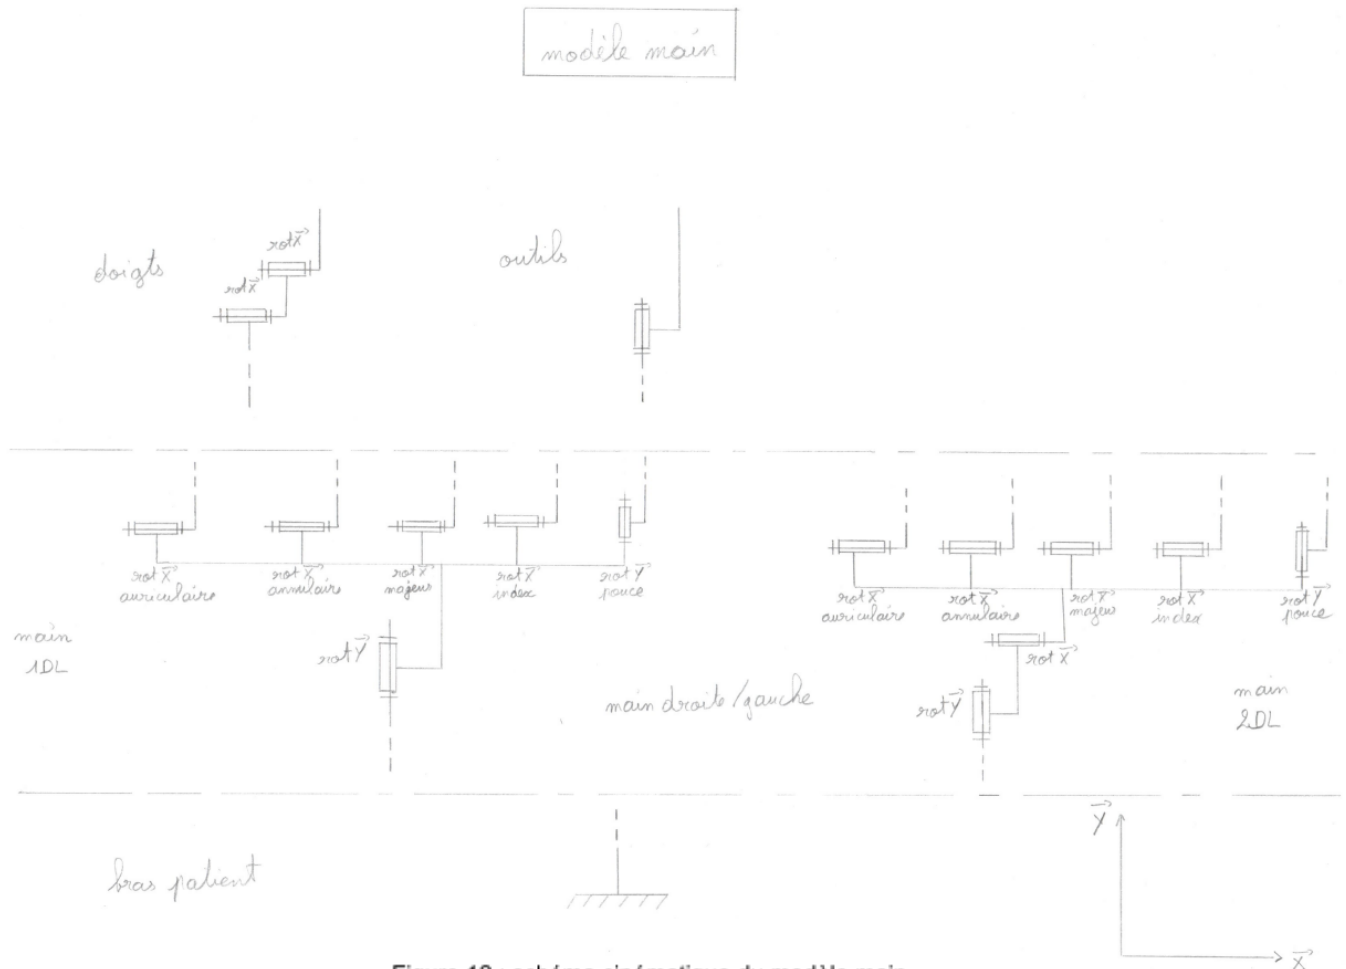 modèle main
doigts
rot X
rot X
outils
rot X
auriculaire
rot X
annulaire
rot X
majeur
rot X
index
rot Y
pouce
main
1DL
rot Y
main droite/gauche
rot X
auriculaire
rot X
annulaire
rot X
majeur
rot X
index
rot Y
pouce
rot X
rot Y
main
2DL
bras patient
Y
X